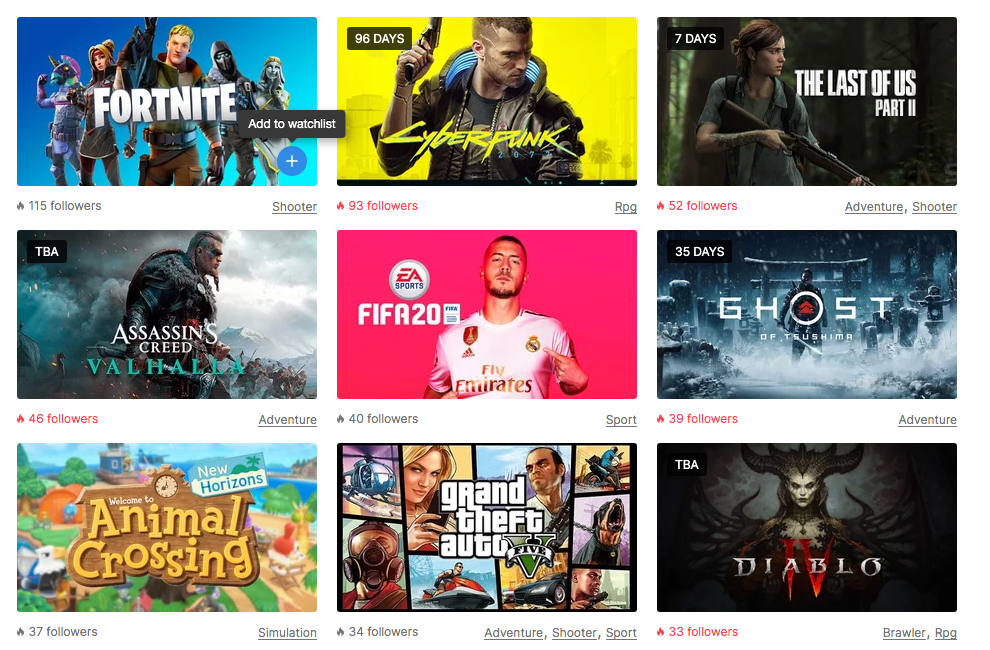 FORTNITE
Add to watchlist
115 followers
Shooter
96 DAYS
CYBERPUNK
2077
93 followers
Rpg
7 DAYS
THE LAST OF US
PART II
52 followers
Adventure, Shooter
TBA
ASSASSIN'S
CREED
VALHALLA
46 followers
Adventure
EA
SPORTS
FIFA20
FIFA
Fly
Emirates
40 followers
Sport
35 DAYS
GHOST
OF TSUSHIMA
39 followers
Adventure
New
Horizons
Welcome to
Animal
Crossing
37 followers
Simulation
grand
theft
auto
FIVE
V
34 followers
Adventure, Shooter, Sport
TBA
DIABLO
IV
33 followers
Brawler, Rpg